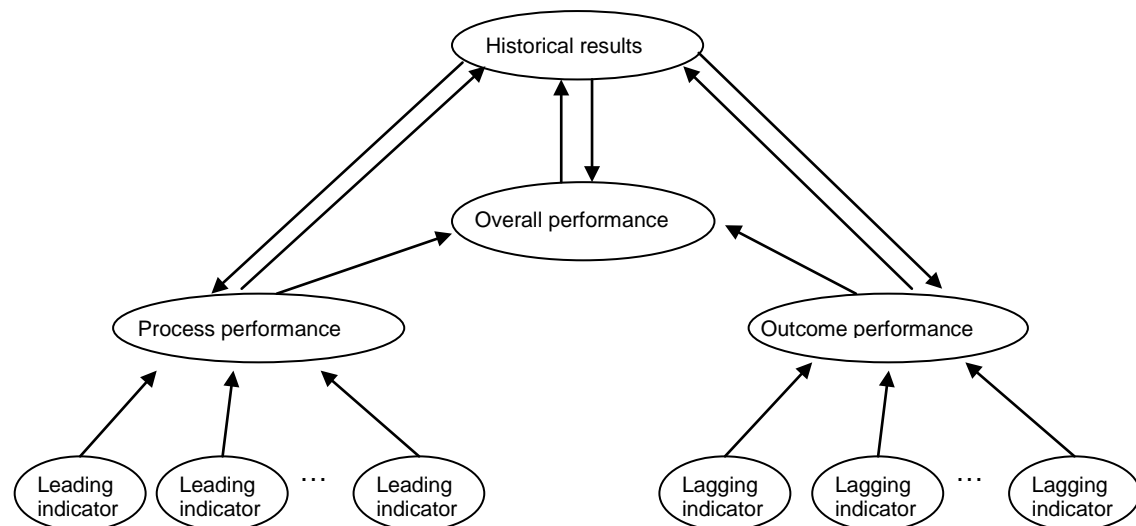 Historical results
Overall performance
Process performance
Outcome performance
Leading
indicator
Leading
indicator
...
Leading
indicator
Lagging
indicator
Lagging
indicator
...
Lagging
indicator